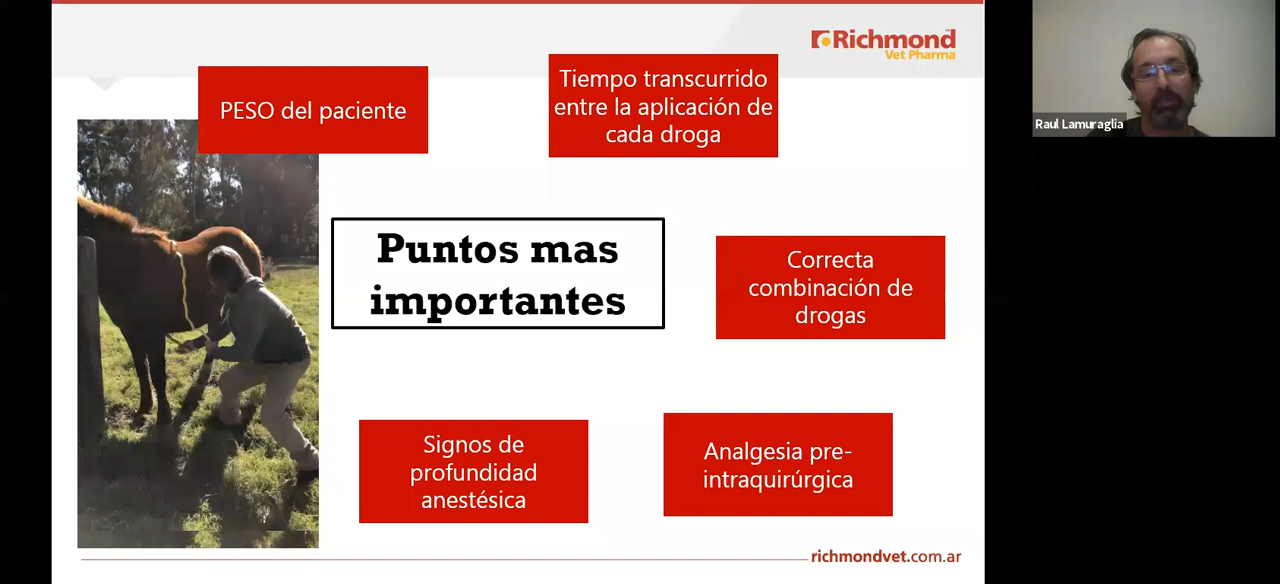 Richmond
Vet Pharma
PESO del paciente
Tiempo transcurrido
entre la aplicación de
cada droga
Raul Lamuraglia
Puntos mas
importantes
Correcta
combinación de
drogas
Signos de
profundidad
anestésica
Analgesia pre-
intraquirúrgica
richmondvet.com.ar